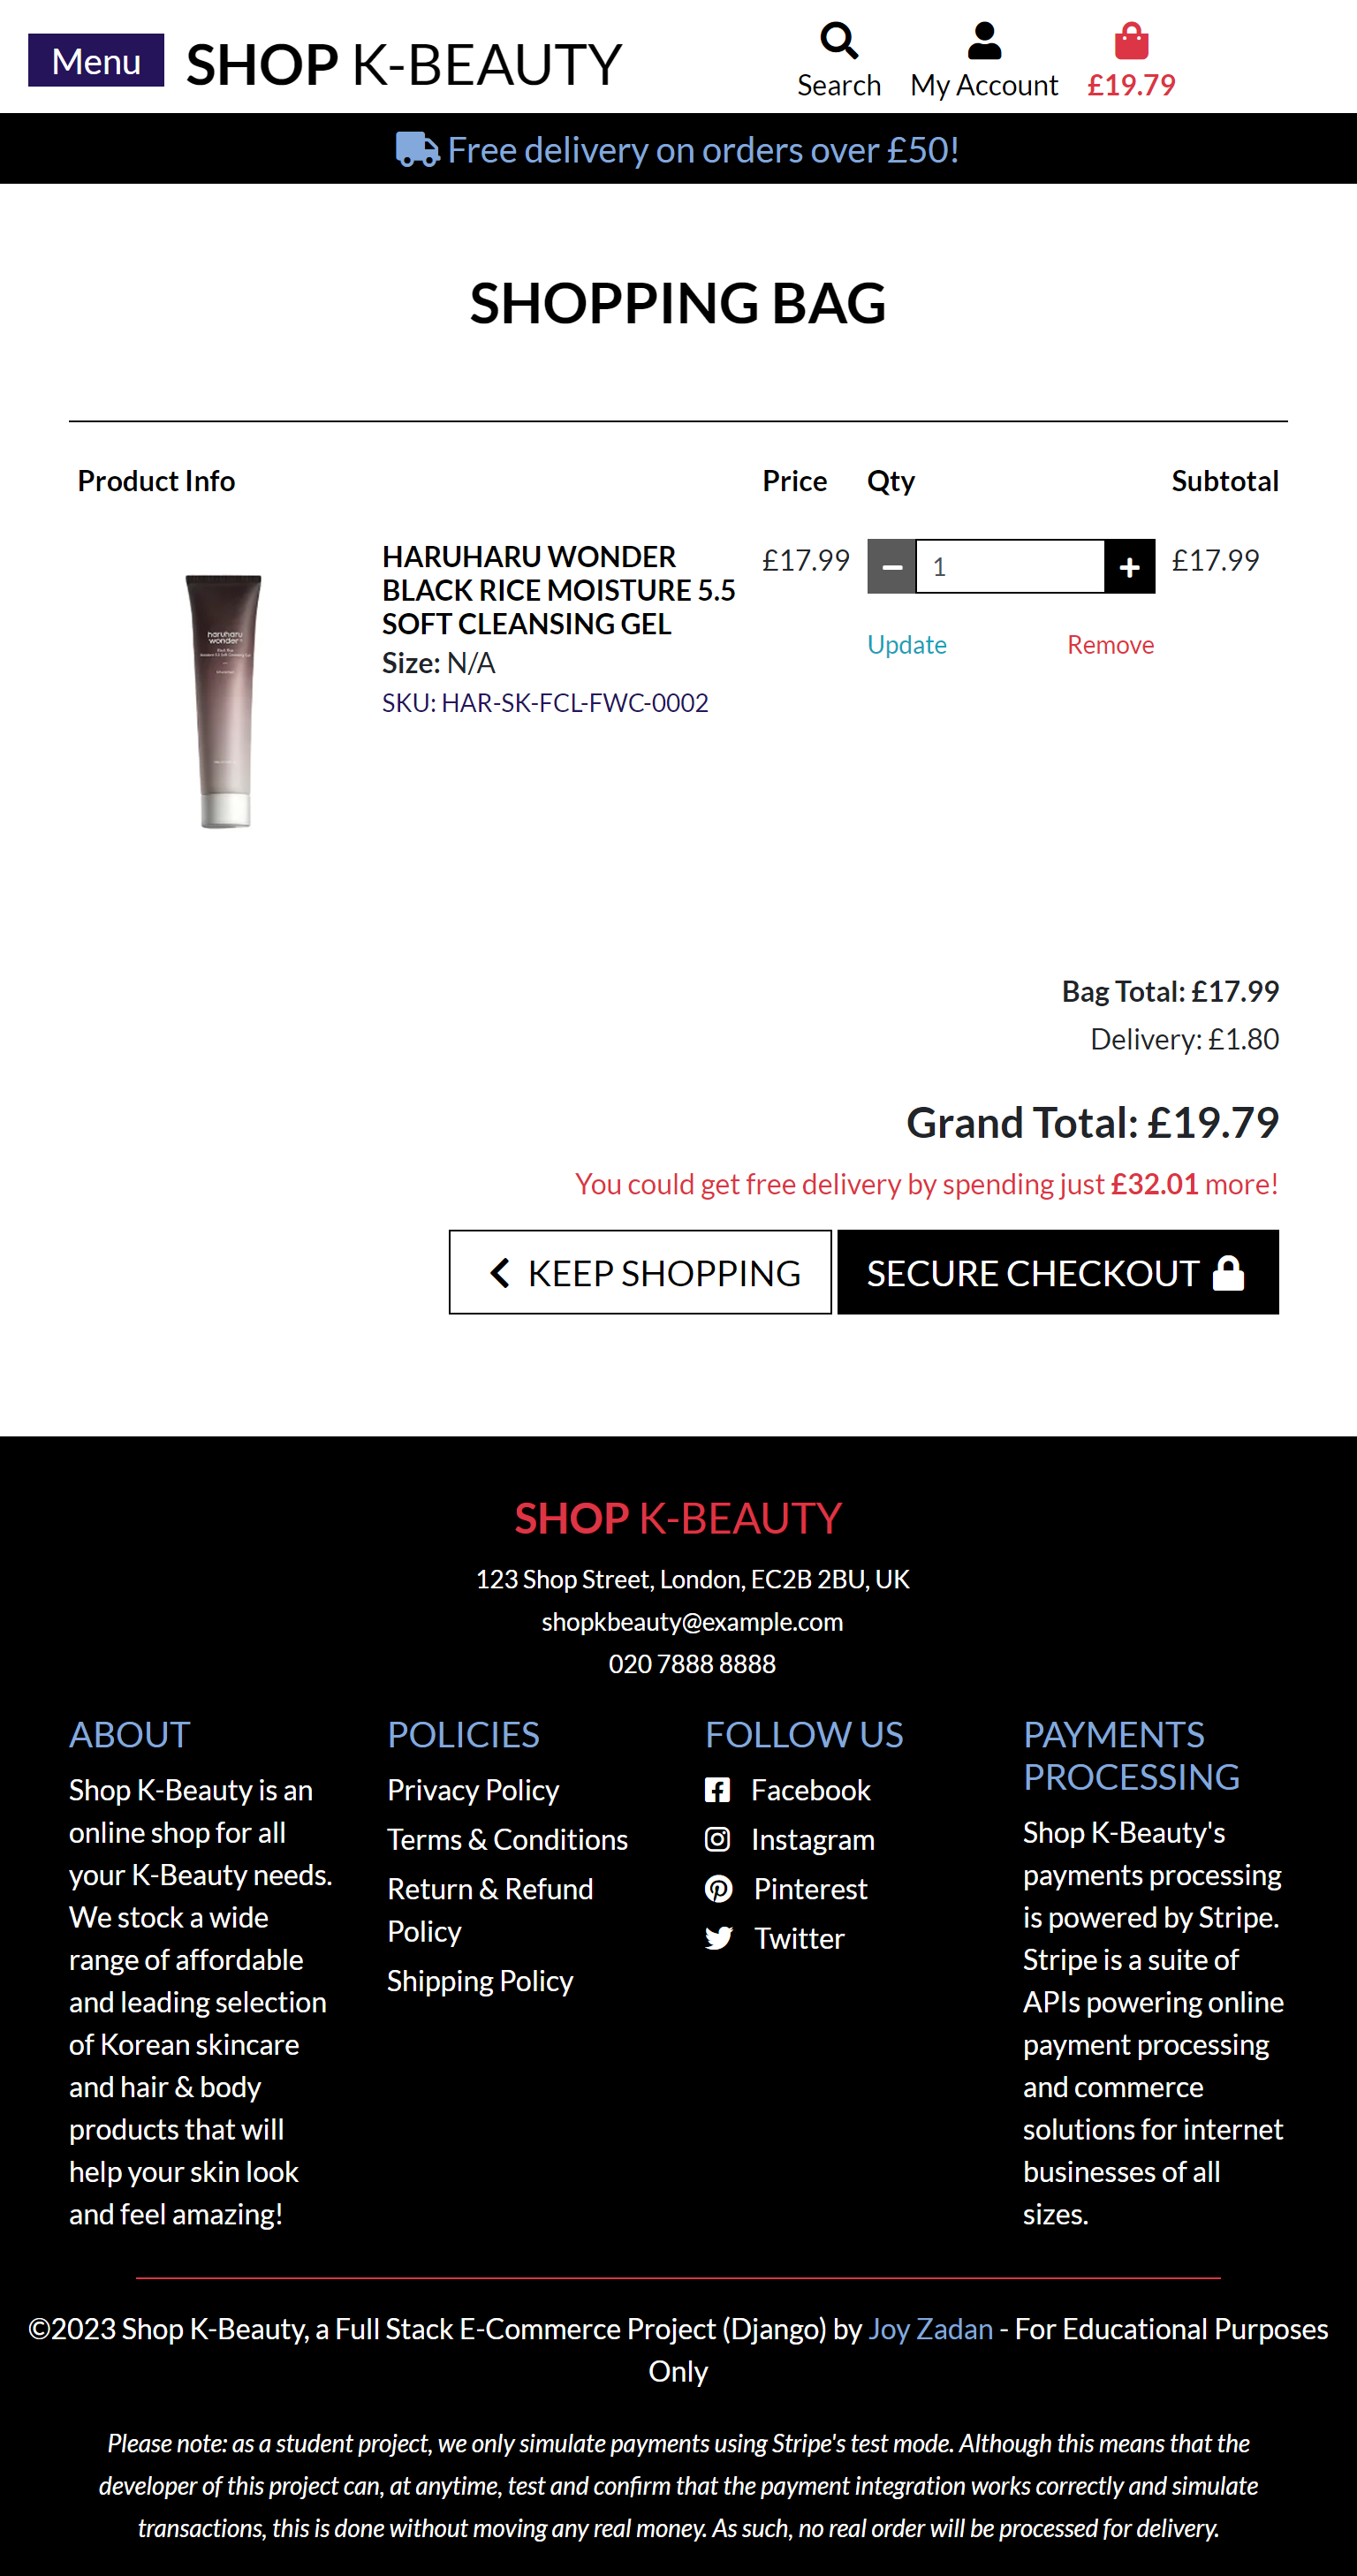 Menu SHOP K-BEAUTY
Search My Account £19.79
Free delivery on orders over £50!
SHOPPING BAG
Product Info Price Qty Subtotal
HARUHARU WONDER
BLACK RICE MOISTURE 5.5
SOFT CLEANSING GEL
Size: N/A
SKU: HAR-SK-FCL-FWC-0002
haruharu
wonder
£17.99 1 £17.99
Update Remove
Bag Total: £17.99
Delivery: £1.80
Grand Total: £19.79
You could get free delivery by spending just £32.01 more!
KEEP SHOPPING SECURE CHECKOUT
SHOP K-BEAUTY
123 Shop Street, London, EC2B 2BU, UK
shopkbeauty@example.com
020 7888 8888
ABOUT
Shop K-Beauty is an
online shop for all
your K-Beauty needs.
We stock a wide
range of affordable
and leading selection
of Korean skincare
and hair & body
products that will
help your skin look
and feel amazing!
POLICIES
Privacy Policy
Terms & Conditions
Return & Refund
Policy
Shipping Policy
FOLLOW US
Facebook
Instagram
Pinterest
Twitter
PAYMENTS
PROCESSING
Shop K-Beauty's
payments processing
is powered by Stripe.
Stripe is a suite of
APIs powering online
payment processing
and commerce
solutions for internet
businesses of all
sizes.
©2023 Shop K-Beauty, a Full Stack E-Commerce Project (Django) by Joy Zadan - For Educational Purposes
Only
Please note: as a student project, we only simulate payments using Stripe's test mode. Although this means that the
developer of this project can, at anytime, test and confirm that the payment integration works correctly and simulate
transactions, this is done without moving any real money. As such, no real order will be processed for delivery.